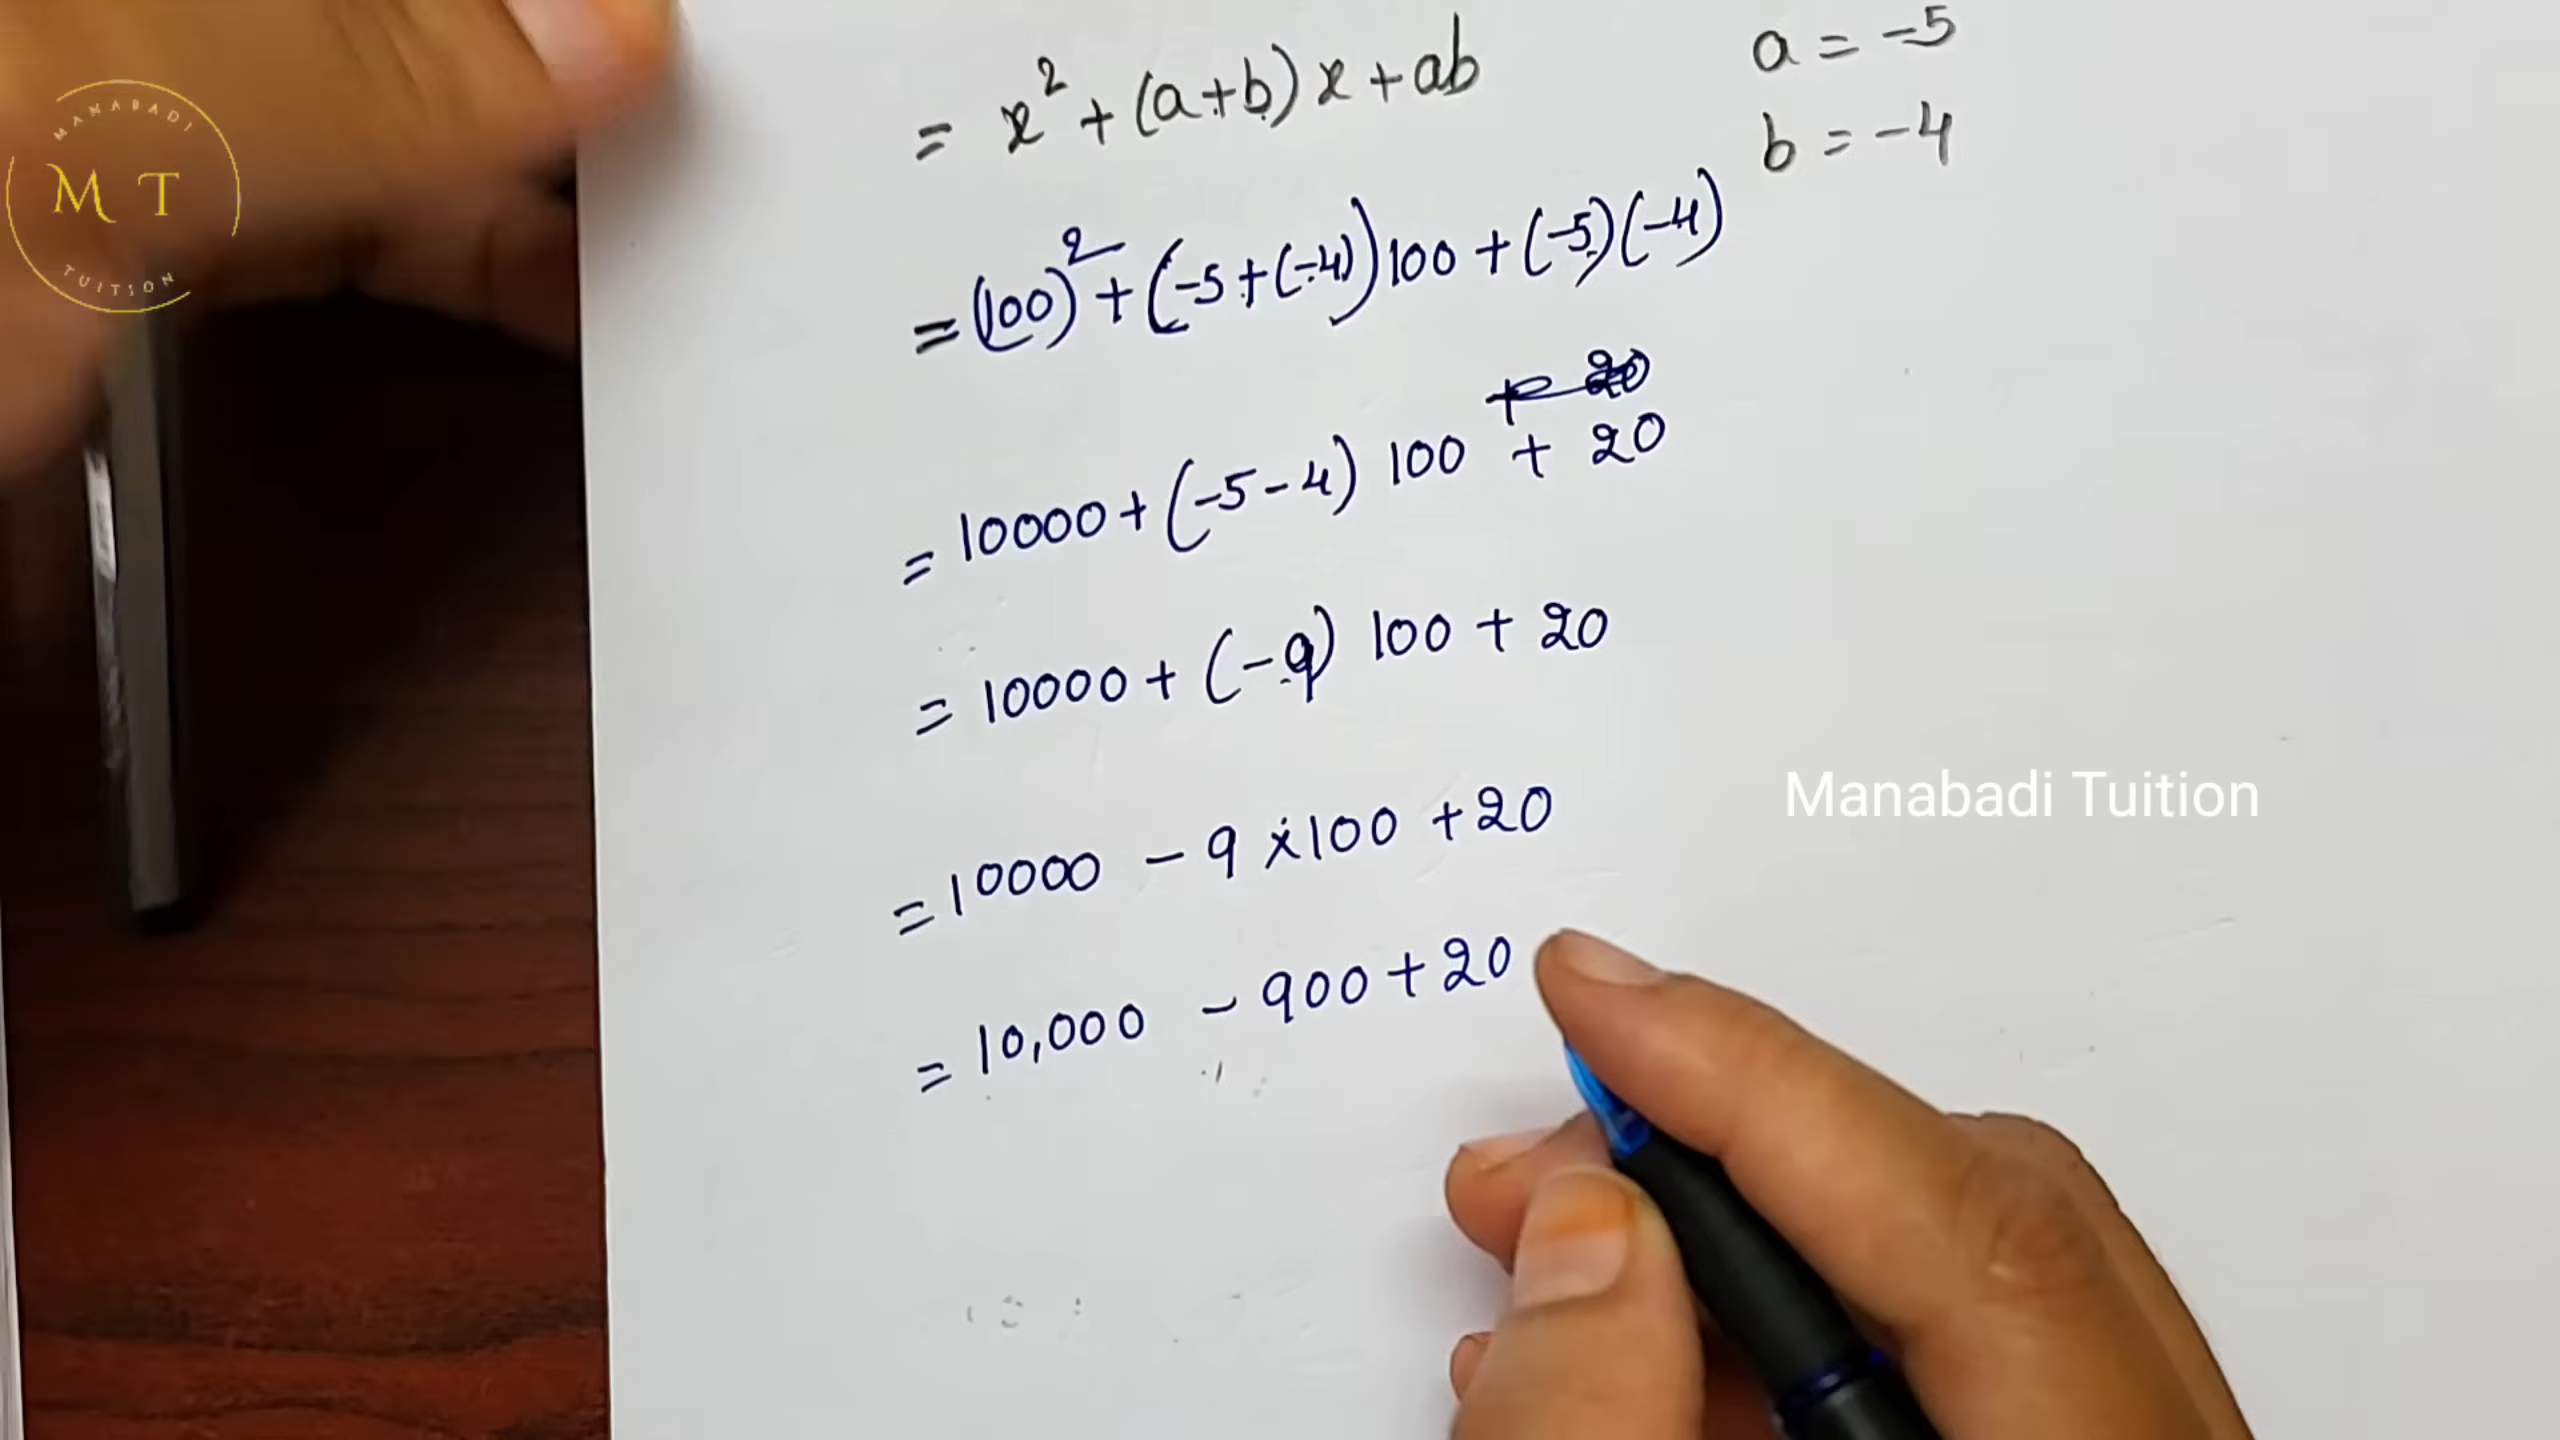 MANABADI
M T
TUITION
= x² + (a+b) x + ab
a = -5
b = -4
= (100)² + (-5 + (-4)) 100 + (-5)(-4)
= 10000 + (-5-4) 100 + 20
= 10000 + (-9) 100 + 20
= 10000 - 9 × 100 + 20
= 10,000 - 900 + 20
Manabadi Tuition